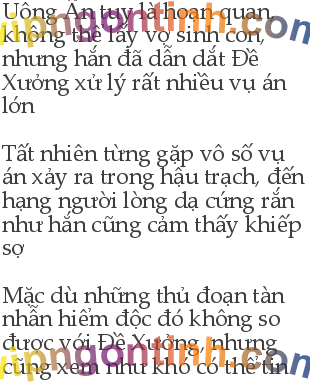 Uông Ấn tuy là hoạn quan,
không thể lấy vợ sinh con,
nhưng hắn đã dẫn dắt Đề
Xưởng xử lý rất nhiều vụ án
lớn
Tất nhiên từng gặp vô số vụ
án xảy ra trong hậu trạch, đến
hạng người lòng dạ cứng rắn
như hắn cũng cảm thấy khiếp
sợ
Mặc dù những thủ đoạn tàn
nhẫn hiểm độc đó không so
được với Đề Xưởng, nhưng
cũng xem như khó có thể tin
vipngontinh.com
vipngontinh.com